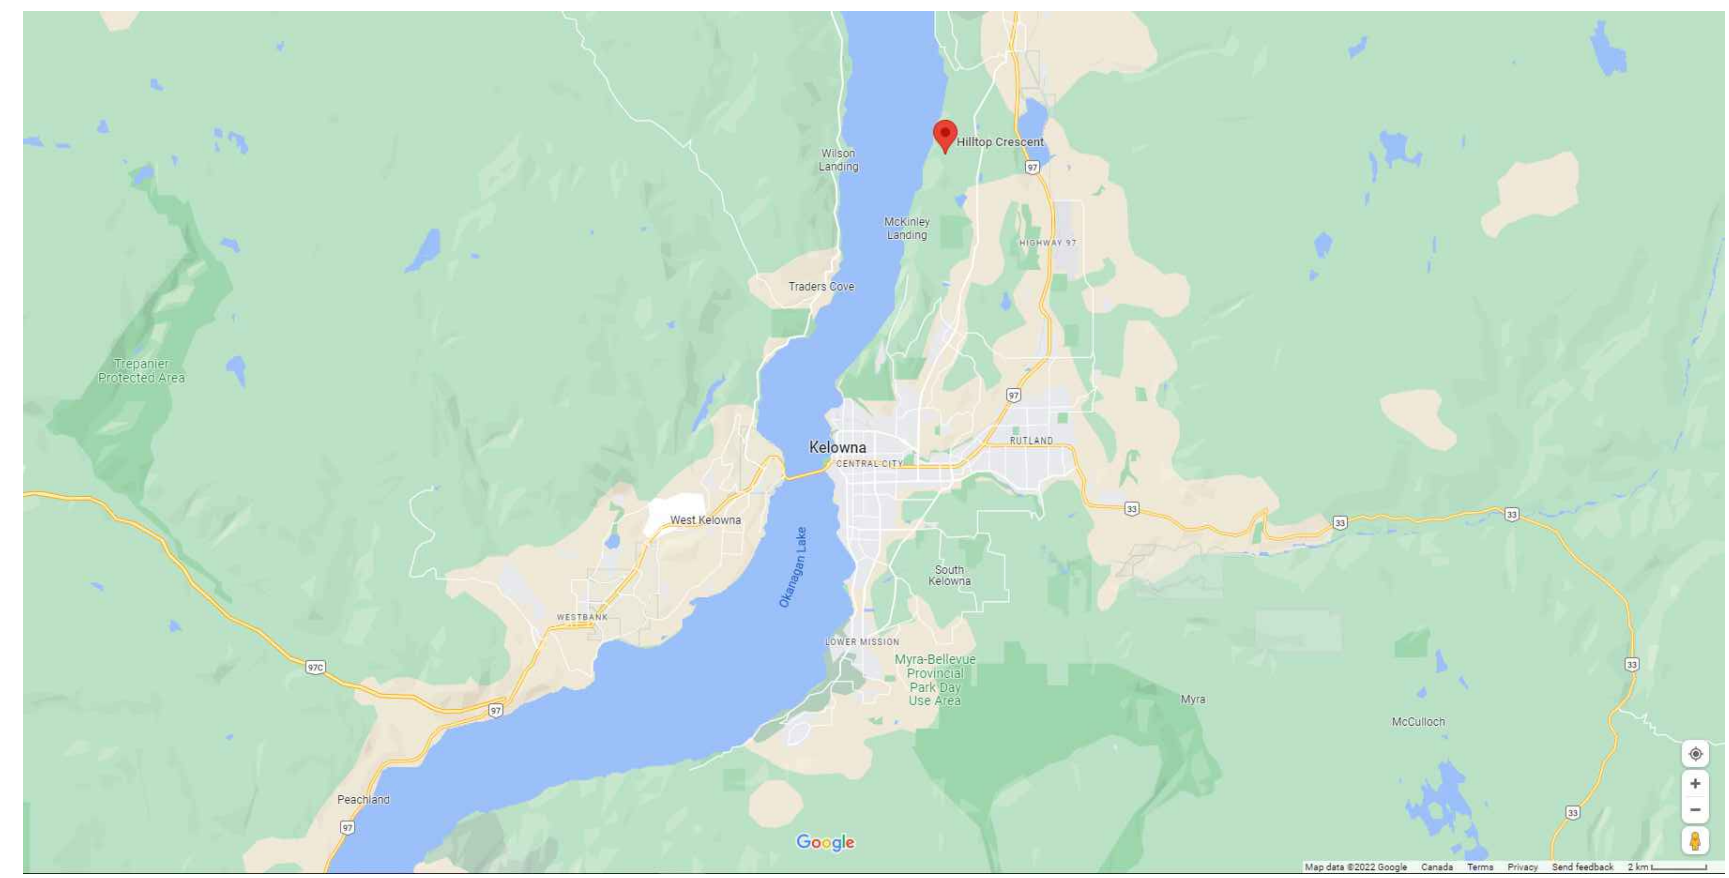 Hilltop Crescent
Wilson
Landing
97
McKinley
Landing
HIGHWAY 97
Traders Cove
Trepanier
Protected Area
97
RUTLAND
Kelowna
CENTRAL CITY
33
33
33
West Kelowna
Okanagan Lake
South
Kelowna
WESTBANK
LOWER MISSION
97C
Myra-Bellevue
Provincial
Park Day
Use Area
33
Myra
97
McCulloch
Peachland
33
97
Google
Map data ©2022 Google Canada Terms Privacy Send feedback 2 km